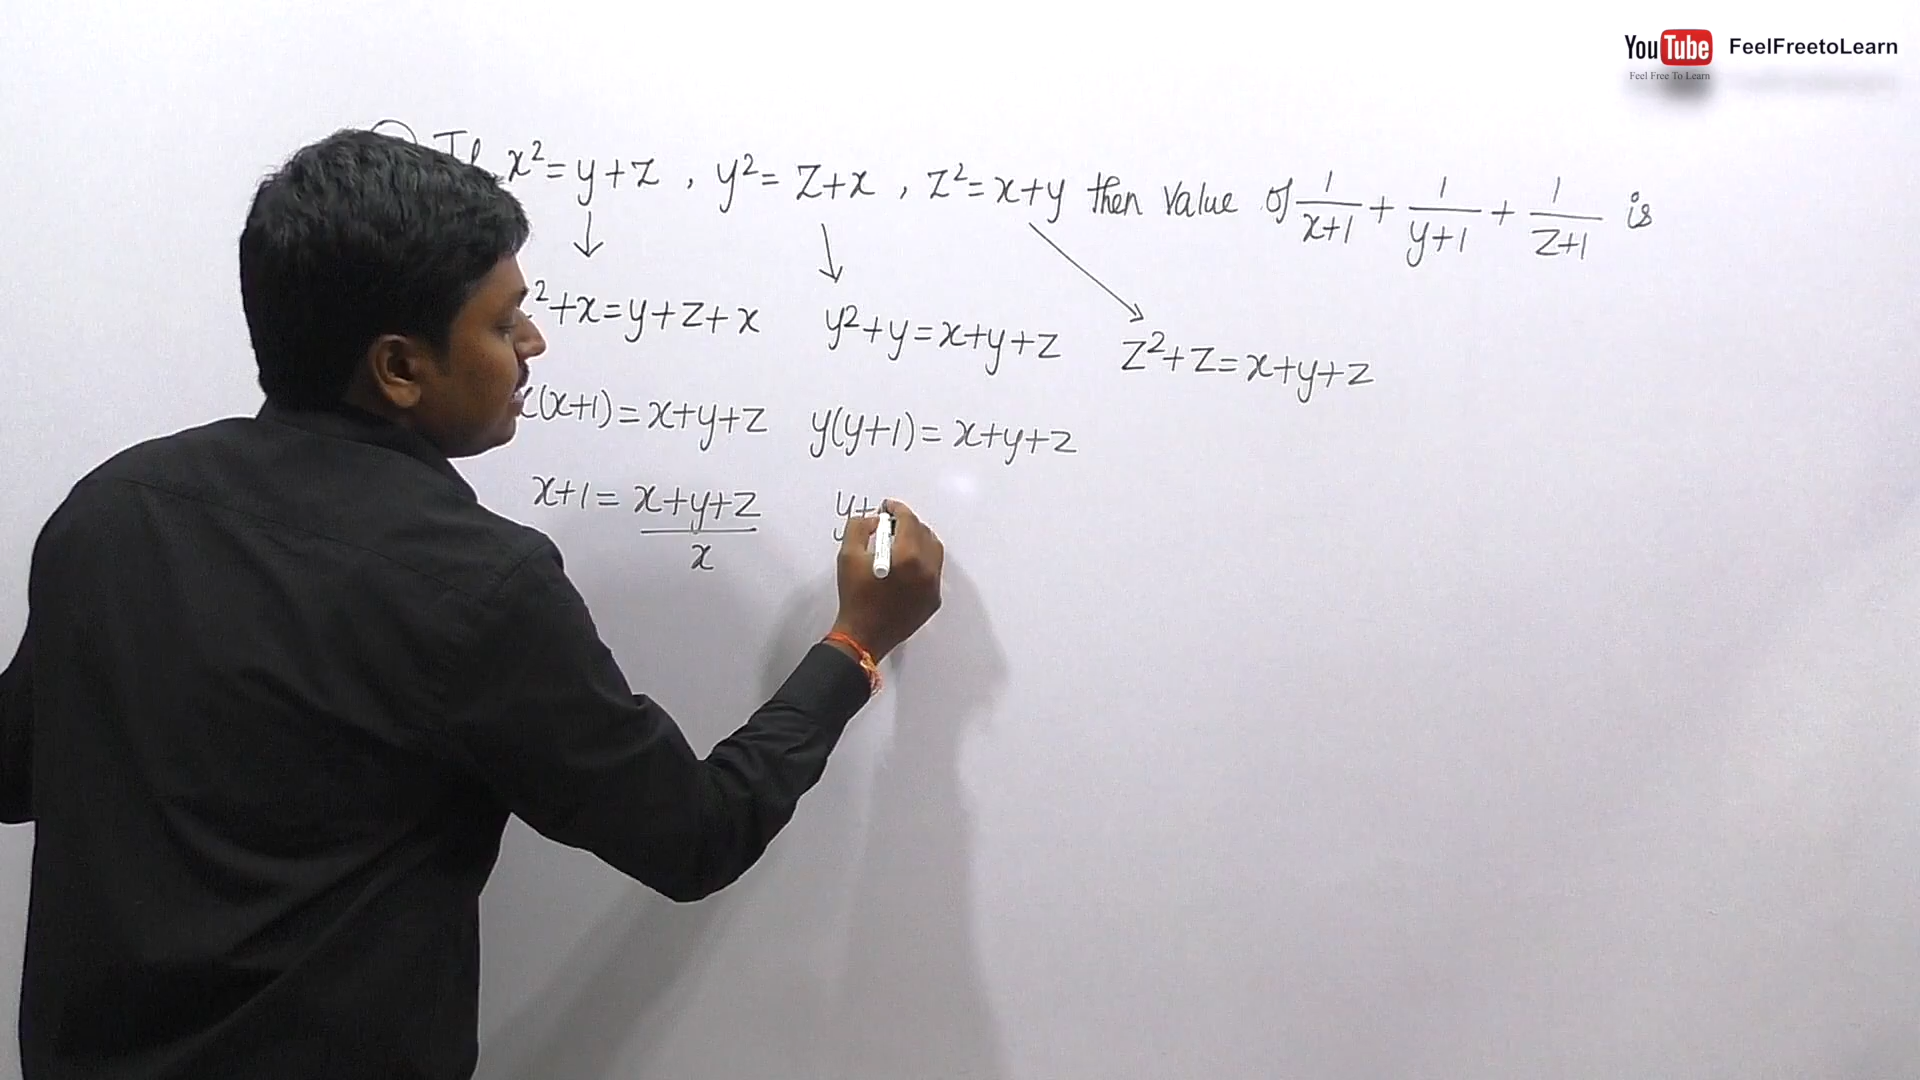 YouTube FeelFreetoLearn
Feel Free To Learn
x² = y+z , y² = z+x , z² = x+y then value of 1/(x+1) + 1/(y+1) + 1/(z+1) is
²+x = y+z+x y²+y = x+y+z z²+z = x+y+z
x(x+1) = x+y+z y(y+1) = x+y+z
x+1 = (x+y+z)/x y+